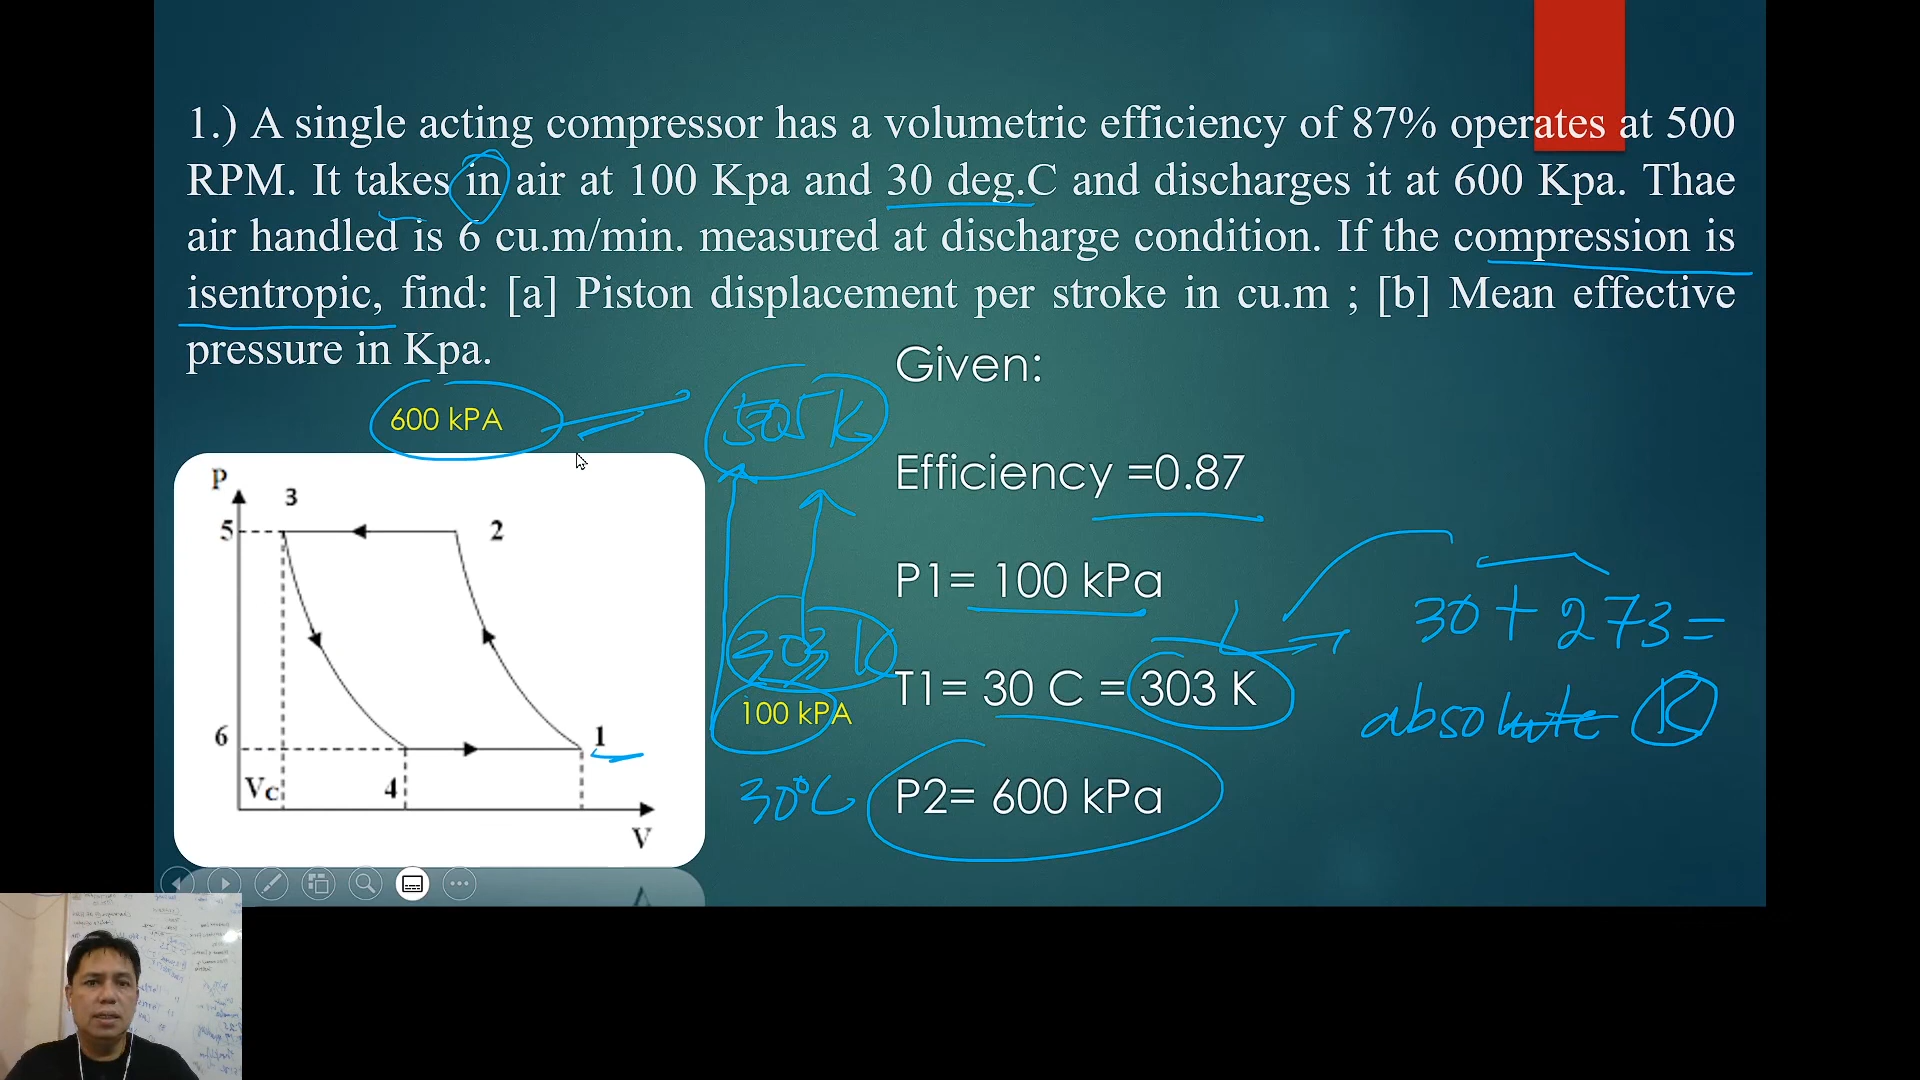 1.) A single acting compressor has a volumetric efficiency of 87% operates at 500
RPM. It takes in air at 100 Kpa and 30 deg.C and discharges it at 600 Kpa. Thae
air handled is 6 cu.m/min. measured at discharge condition. If the compression is
isentropic, find: [a] Piston displacement per stroke in cu.m ; [b] Mean effective
pressure in Kpa.
Given:
600 kPA
505 K
Efficiency =0.87
P
3
5
2
P1= 100 kPa
30 + 273 =
303 K
T1= 30 C = 303 K
absolute K
100 kPA
6
1
30°C
P2= 600 kPa
Vc
4
V